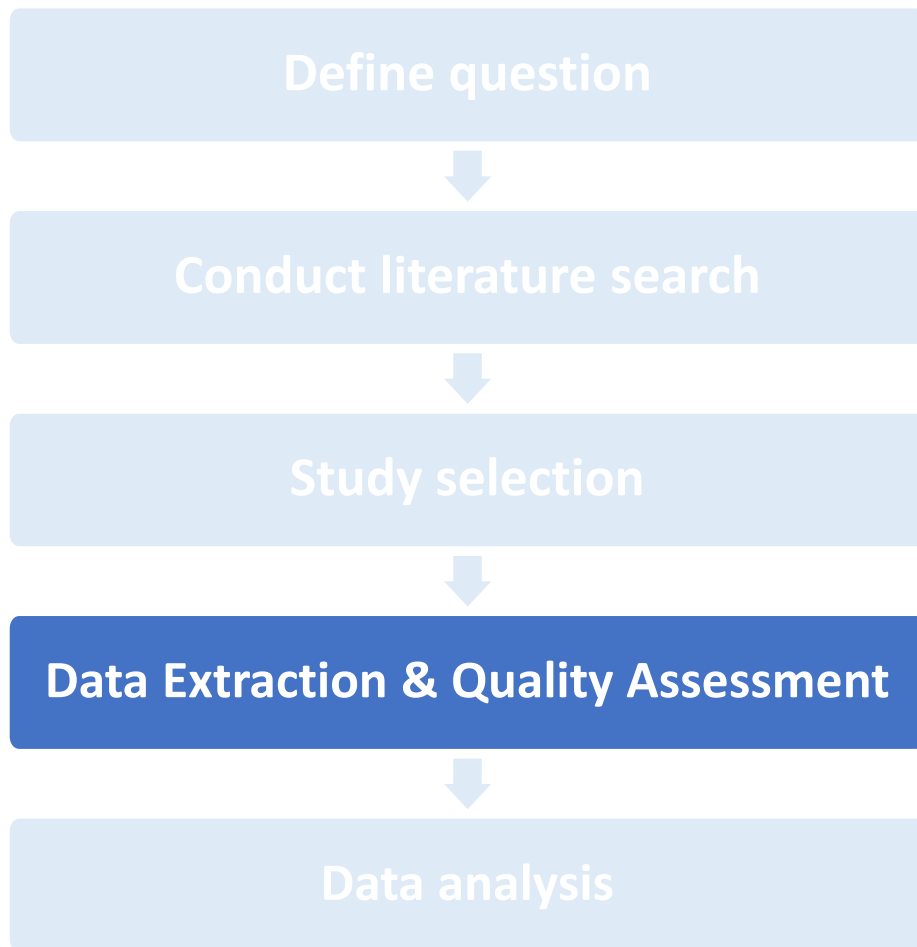 Define question
Conduct literature search
Study selection
Data Extraction & Quality Assessment
Data analysis